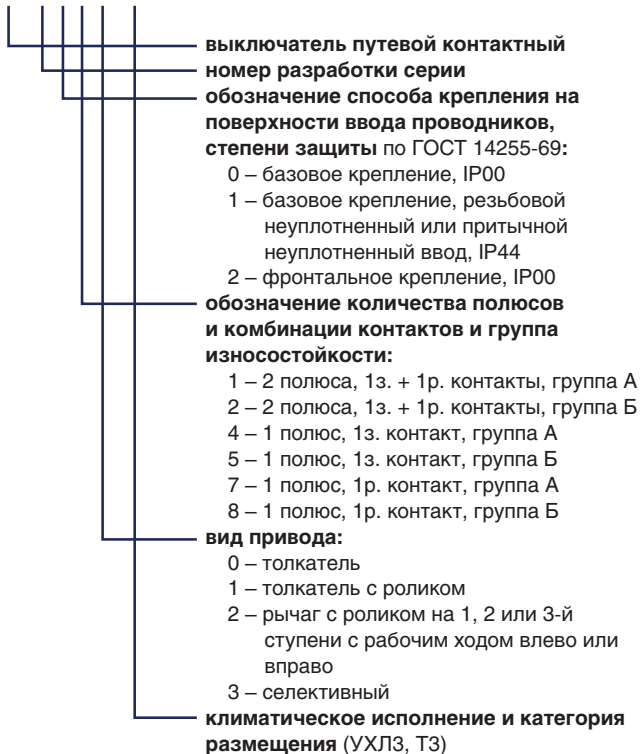 выключатель путевой контактный
номер разработки серии
обозначение способа крепления на
поверхности ввода проводников,
степени защиты по ГОСТ 14255-69:
0 – базовое крепление, IP00
1 – базовое крепление, резьбовой
неуплотненный или притычной
неуплотненный ввод, IP44
2 – фронтальное крепление, IP00
обозначение количества полюсов
и комбинации контактов и группа
износостойкости:
1 – 2 полюса, 1з. + 1р. контакты, группа А
2 – 2 полюса, 1з. + 1р. контакты, группа Б
4 – 1 полюс, 1з. контакт, группа А
5 – 1 полюс, 1з. контакт, группа Б
7 – 1 полюс, 1р. контакт, группа А
8 – 1 полюс, 1р. контакт, группа Б
вид привода:
0 – толкатель
1 – толкатель с роликом
2 – рычаг с роликом на 1, 2 или 3-й
ступени с рабочим ходом влево или
вправо
3 – селективный
климатическое исполнение и категория
размещения (УХЛ3, Т3)